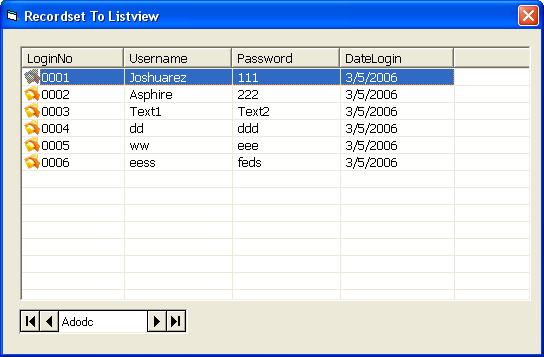 Recordset To Listview
LoginNo Username Password DateLogin
0001 Joshuarez 111 3/5/2006
0002 Asphire 222 3/5/2006
0003 Text1 Text2 3/5/2006
0004 dd ddd 3/5/2006
0005 ww eee 3/5/2006
0006 eess feds 3/5/2006
Adodc